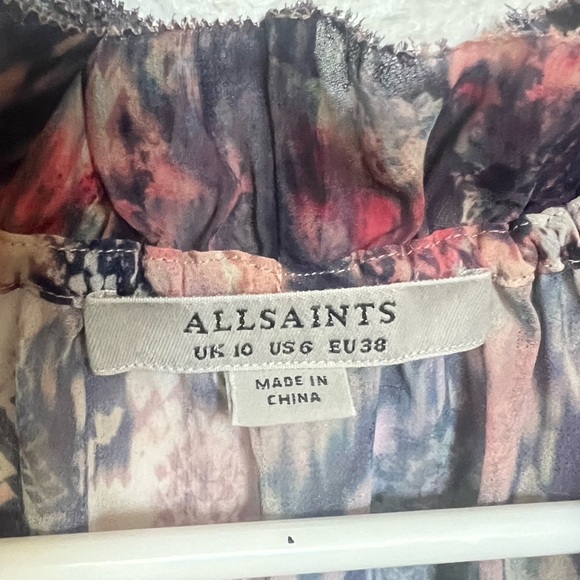 ALLSAINTS
UK 10 US 6 EU 38
MADE IN
CHINA